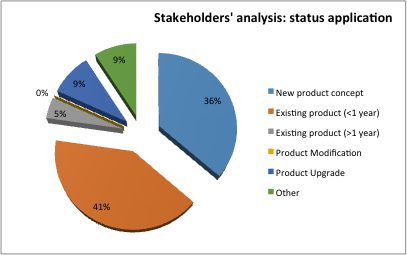 Stakeholders' analysis: status application
9%
9%
36%
0%
5%
41%
New product concept
Existing product (<1 year)
Existing product (>1 year)
Product Modification
Product Upgrade
Other